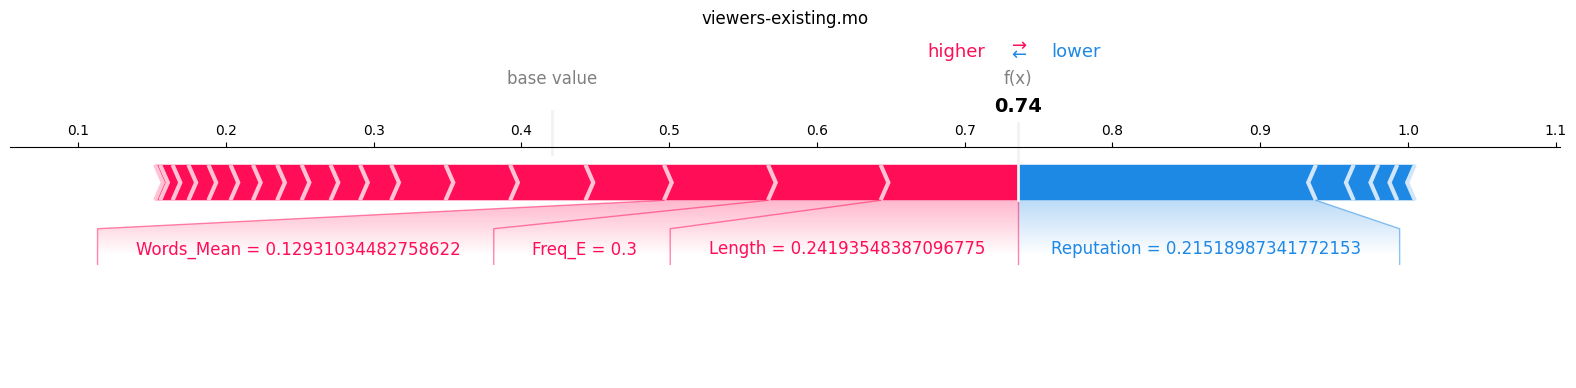 viewers-existing.mo
higher ⇄ lower
base value f(x)
0.74
0.1 0.2 0.3 0.4 0.5 0.6 0.7 0.8 0.9 1.0 1.1
Words_Mean = 0.12931034482758622 Freq_E = 0.3 Length = 0.24193548387096775 Reputation = 0.21518987341772153